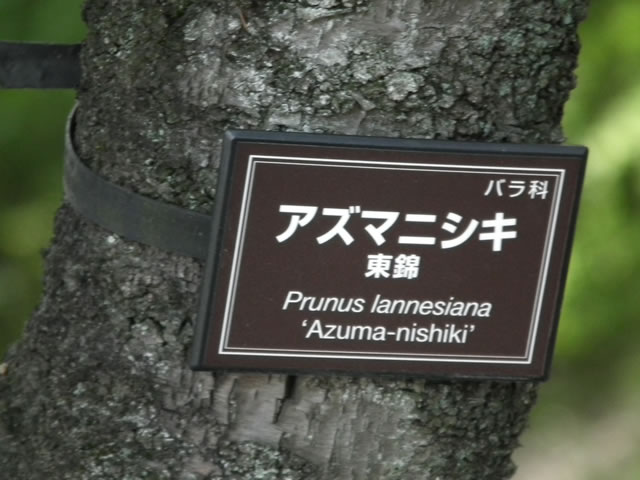 バラ科
アズマニシキ
東錦
Prunus lannesiana
‘Azuma-nishiki’